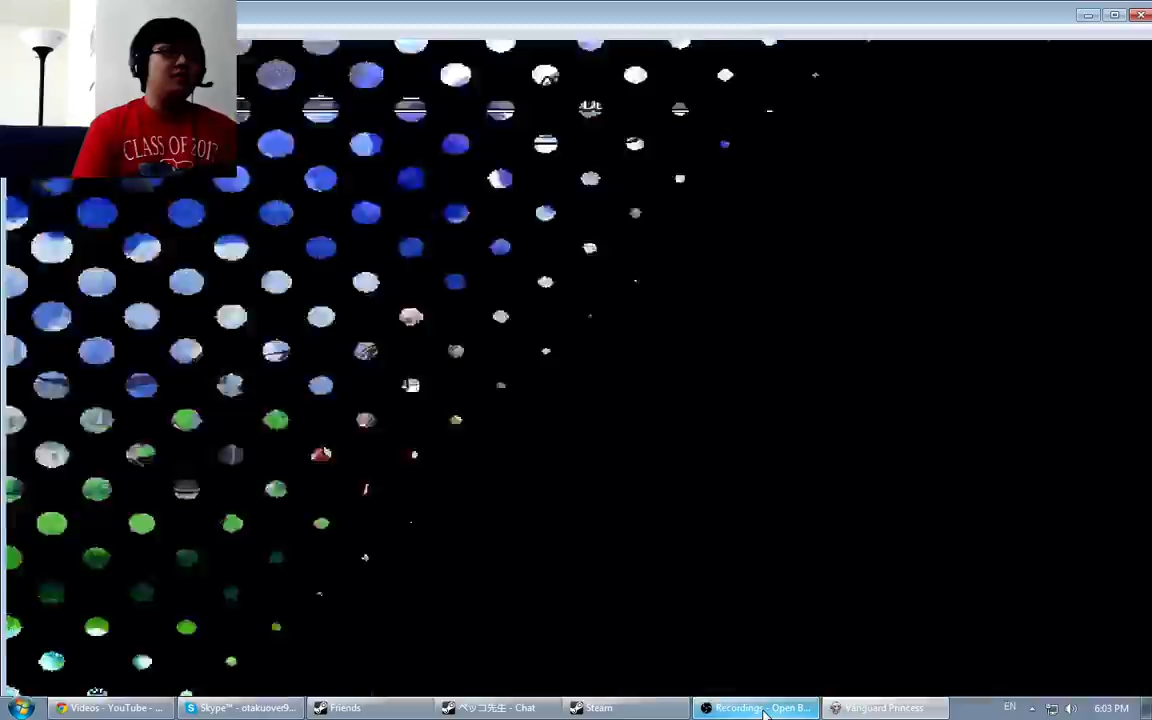 CLASS OF 201
Videos - YouTube - ...
Skype™ - otakuover9...
Friends
ペッコ先生 - Chat
Steam
Recordings - Open B...
Vanguard Princess
EN
6:03 PM